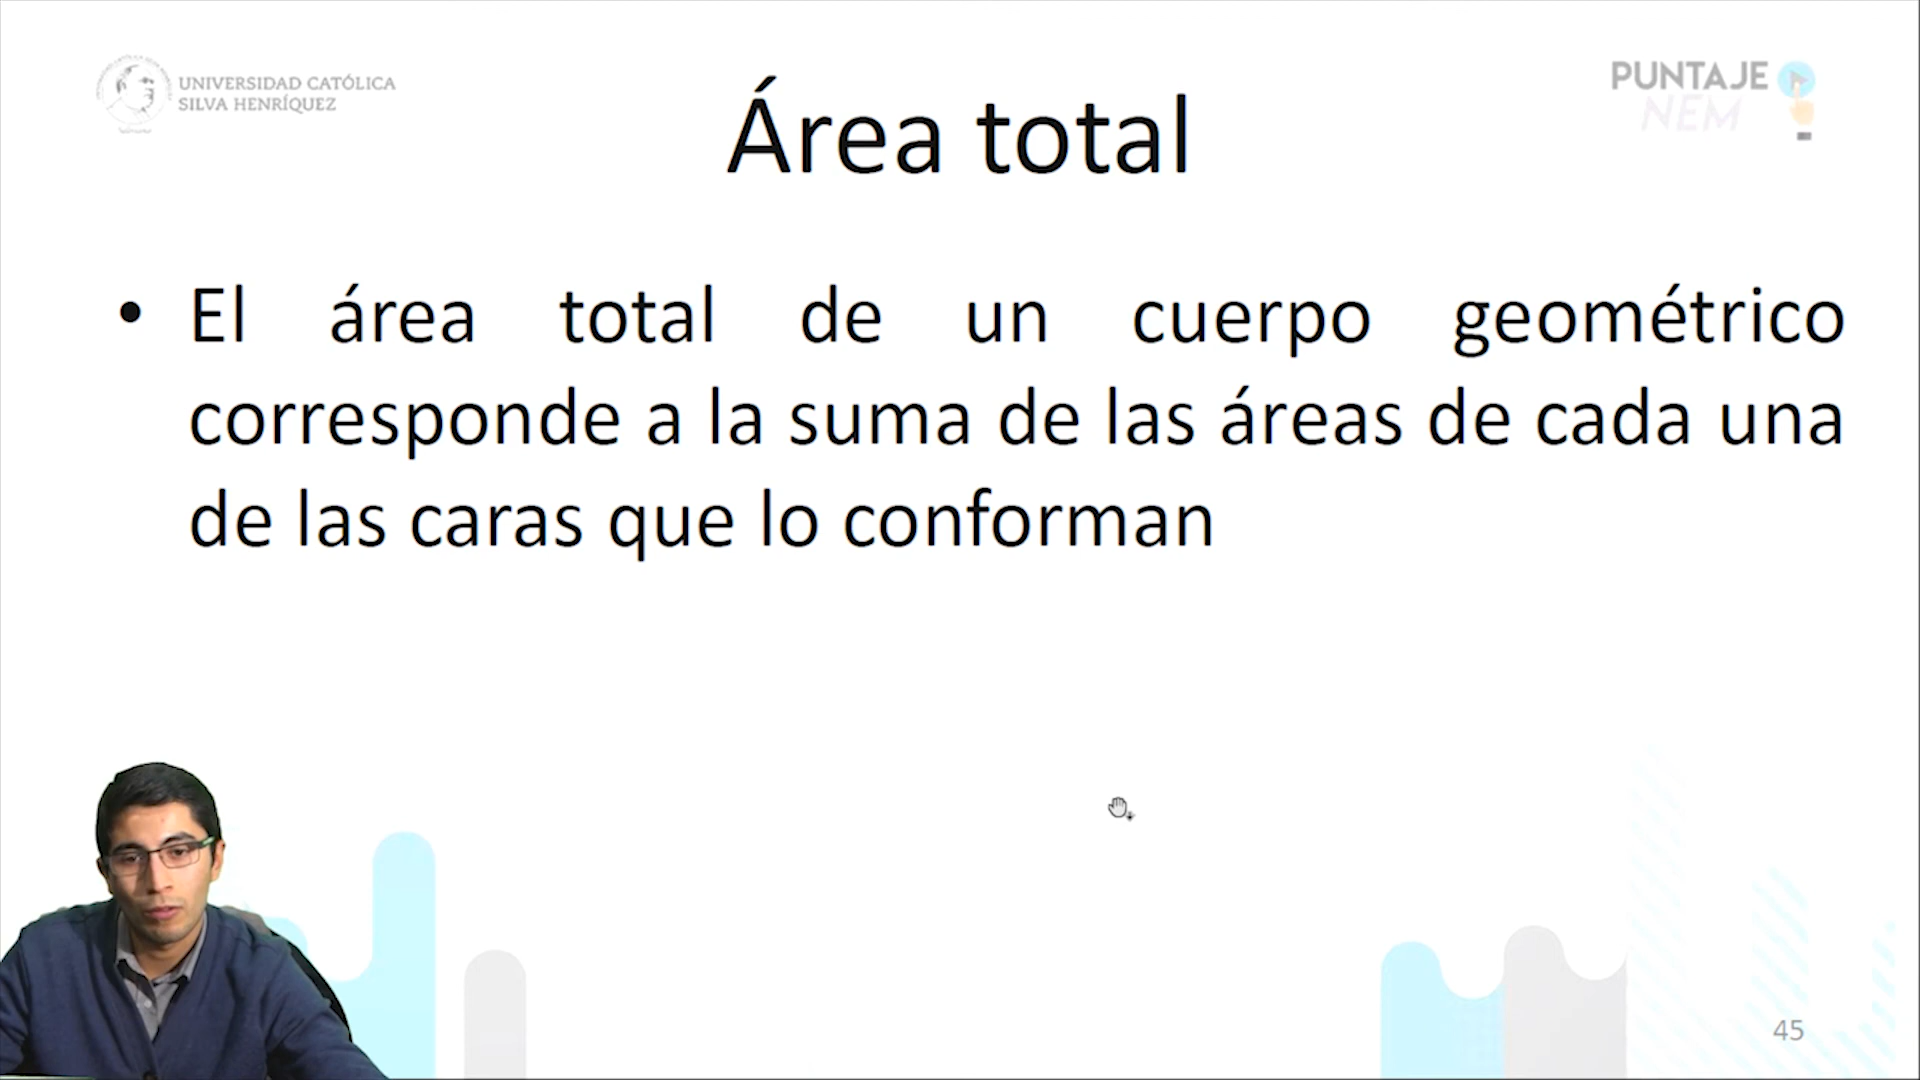 UNIVERSIDAD CATÓLICA
SILVA HENRÍQUEZ
PUNTAJE
NEM
Área total
• El área total de un cuerpo geométrico
corresponde a la suma de las áreas de cada una
de las caras que lo conforman
45